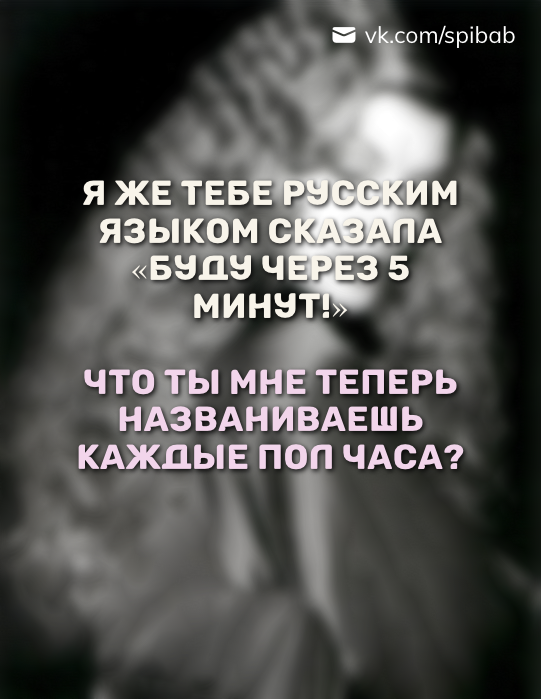 vk.com/spibab
Я ЖЕ ТЕБЕ РУССКИМ
ЯЗЫКОМ СКАЗАЛА
«БУДУ ЧЕРЕЗ 5
МИНУТ!»
ЧТО ТЫ МНЕ ТЕПЕРЬ
НАЗВАНИВАЕШЬ
КАЖДЫЕ ПОЛ ЧАСА?